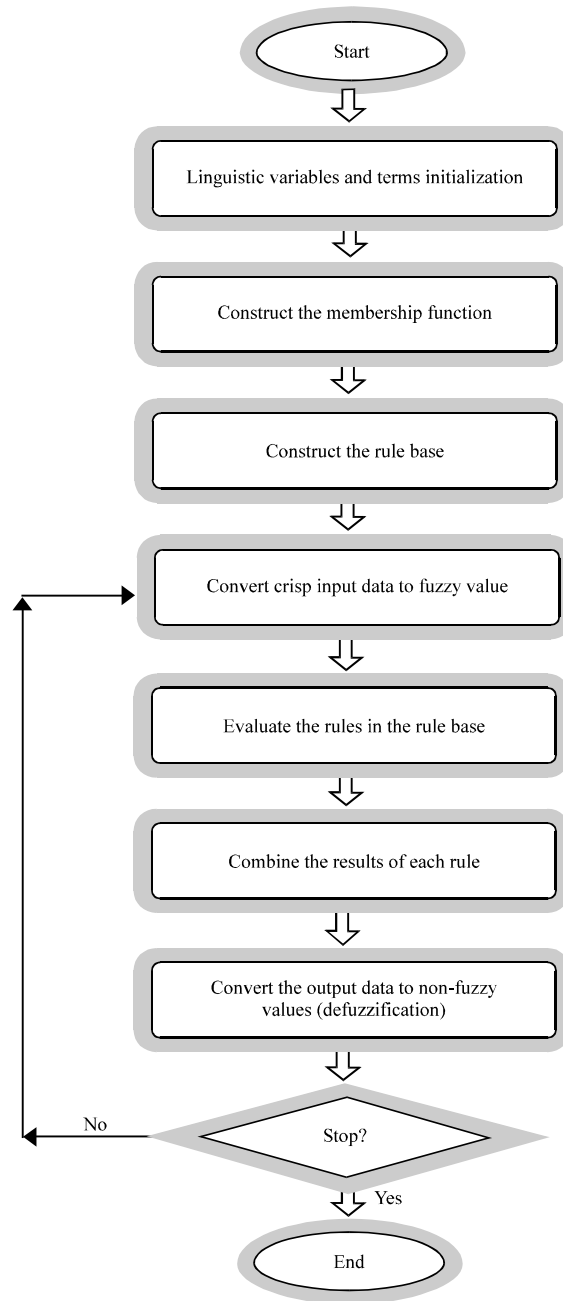 Start
Linguistic variables and terms initialization
Construct the membership function
Construct the rule base
Convert crisp input data to fuzzy value
Evaluate the rules in the rule base
Combine the results of each rule
Convert the output data to non-fuzzy
values (defuzzification)
No
Stop?
Yes
End